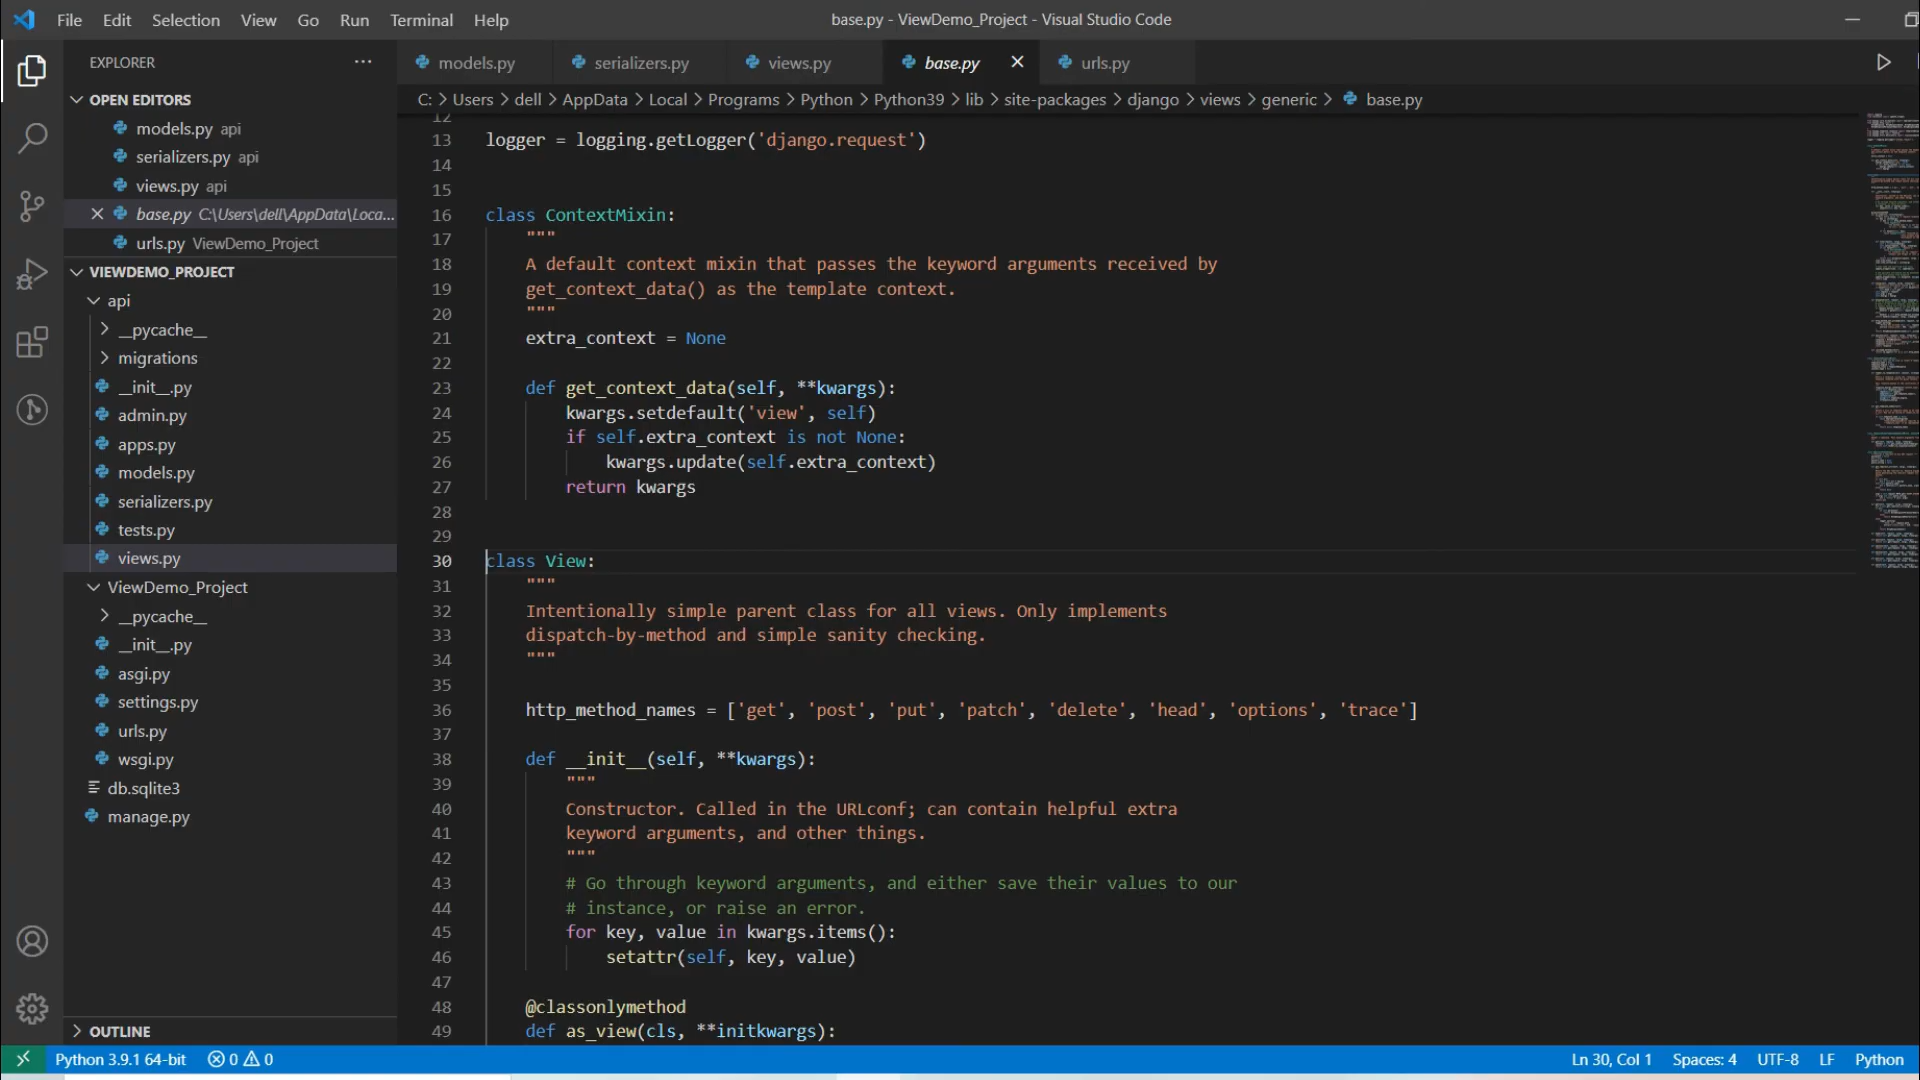 File Edit Selection View Go Run Terminal Help
base.py - ViewDemo_Project - Visual Studio Code
EXPLORER
OPEN EDITORS
models.py api
serializers.py api
views.py api
base.py C:\Users\dell\AppData\Loca...
urls.py ViewDemo_Project
VIEWDEMO_PROJECT
api
__pycache__
migrations
__init__.py
admin.py
apps.py
models.py
serializers.py
tests.py
views.py
ViewDemo_Project
__pycache__
__init__.py
asgi.py
settings.py
urls.py
wsgi.py
db.sqlite3
manage.py
OUTLINE
models.py serializers.py views.py base.py urls.py
C: > Users > dell > AppData > Local > Programs > Python > Python39 > lib > site-packages > django > views > generic > base.py
12
13 logger = logging.getLogger('django.request')
14
15
16 class ContextMixin:
17     """
18     A default context mixin that passes the keyword arguments received by
19     get_context_data() as the template context.
20     """
21     extra_context = None
22
23     def get_context_data(self, **kwargs):
24         kwargs.setdefault('view', self)
25         if self.extra_context is not None:
26             kwargs.update(self.extra_context)
27         return kwargs
28
29
30 class View:
31     """
32     Intentionally simple parent class for all views. Only implements
33     dispatch-by-method and simple sanity checking.
34     """
35
36     http_method_names = ['get', 'post', 'put', 'patch', 'delete', 'head', 'options', 'trace']
37
38     def __init__(self, **kwargs):
39         """
40         Constructor. Called in the URLconf; can contain helpful extra
41         keyword arguments, and other things.
42         """
43         # Go through keyword arguments, and either save their values to our
44         # instance, or raise an error.
45         for key, value in kwargs.items():
46             setattr(self, key, value)
47
48     @classonlymethod
49     def as_view(cls, **initkwargs):
Python 3.9.1 64-bit 0 0
Ln 30, Col 1 Spaces: 4 UTF-8 LF Python